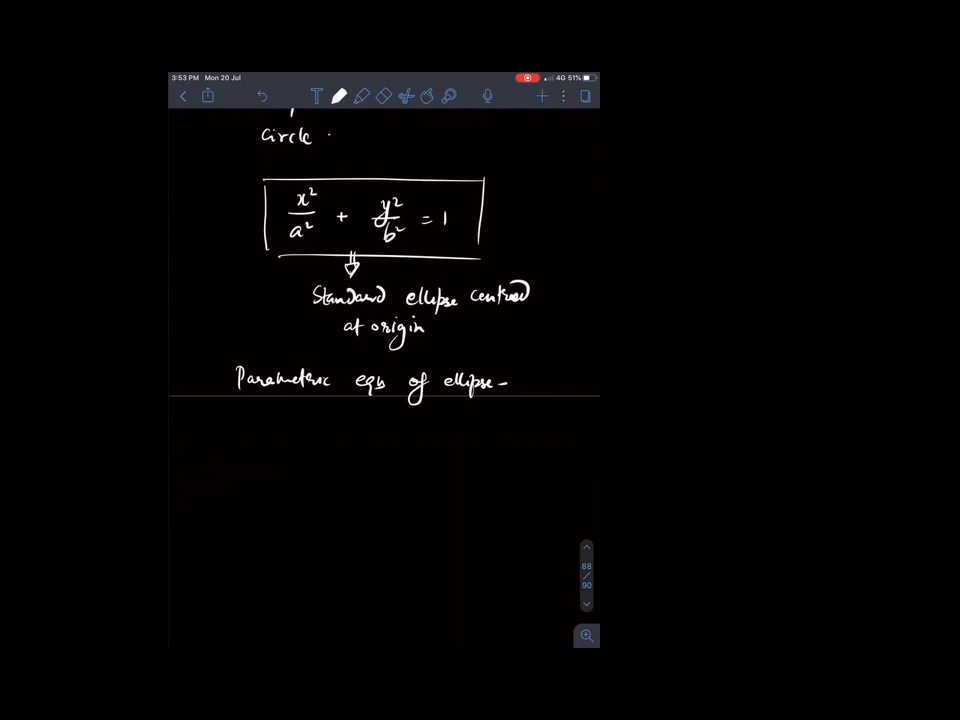 3:53 PM Mon 20 Jul 4G 51%
T
Circle .
x²/a² + y²/b² = 1
Standard ellipse centred
at origin
Parametric eqn of ellipse -
88
/
90